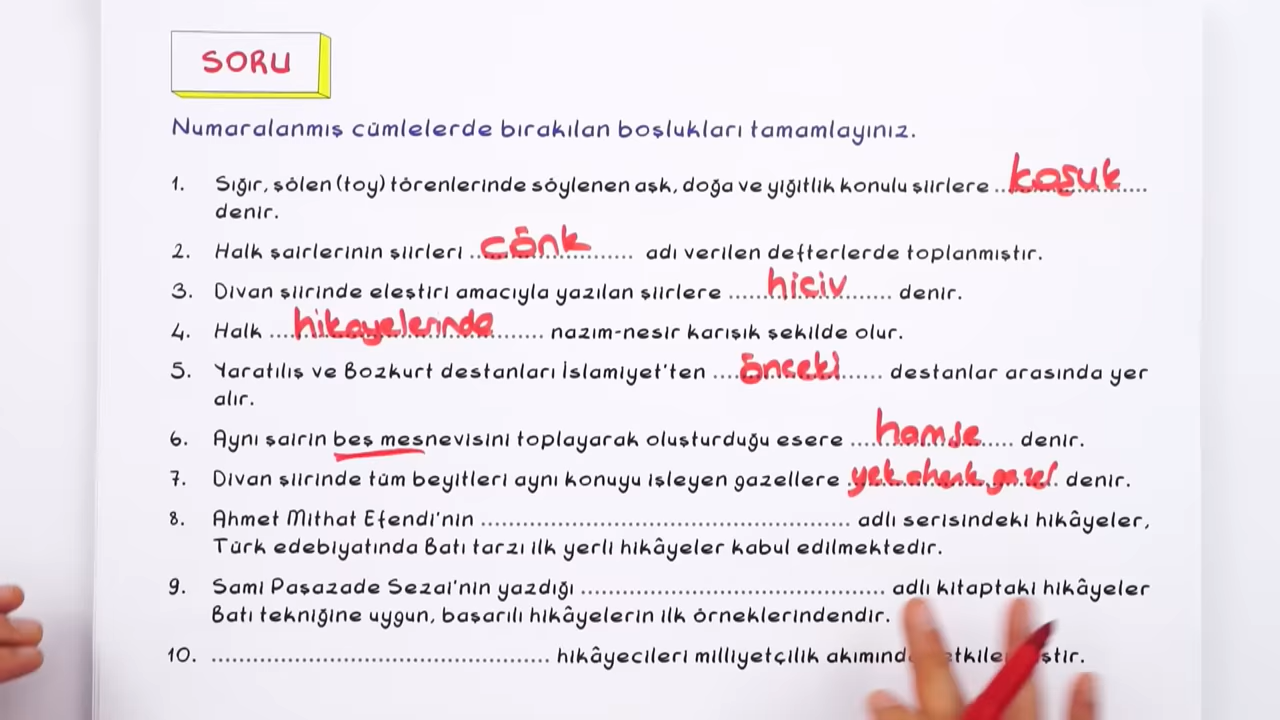 SORU
Numaralanmış cümlelerde bırakılan boşlukları tamamlayınız.
1. Sığır, şölen (toy) törenlerinde söylenen aşk, doğa ve yiğitlik konulu şiirlere ..koşuk....
denir.
2. Halk şairlerinin şiirleri ..cönk...... adı verilen defterlerde toplanmıştır.
3. Divan şiirinde eleştiri amacıyla yazılan şiirlere .....hiciv...... denir.
4. Halk ...hikayelerinde....... nazım-nesir karışık şekilde olur.
5. Yaratılış ve Bozkurt destanları İslamiyet'ten ....önceki...... destanlar arasında yer
alır.
6. Aynı şairin beş mesnevisini toplayarak oluşturduğu esere ....hamse..... denir.
7. Divan şiirinde tüm beyitleri aynı konuyu işleyen gazellere .yek ahenk gazel. denir.
8. Ahmet Mithat Efendi'nin ................................................ adlı serisindeki hikâyeler,
Türk edebiyatında Batı tarzı ilk yerli hikâyeler kabul edilmektedir.
9. Sami Paşazade Sezai'nin yazdığı ........................................ adlı kitaptaki hikâyeler
Batı tekniğine uygun, başarılı hikâyelerin ilk örneklerindendir.
10. ............................................ hikâyecileri milliyetçilik